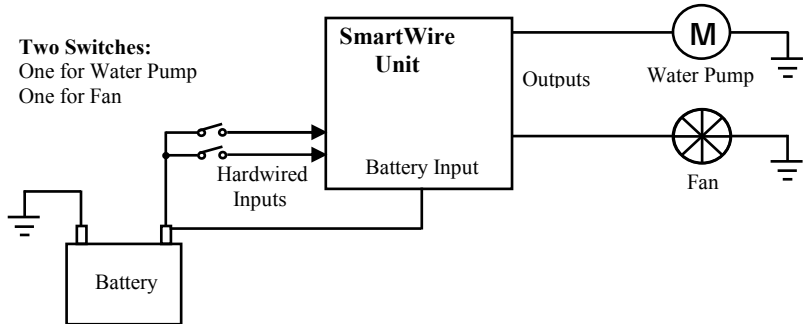 Two Switches:
One for Water Pump
One for Fan
SmartWire
Unit
Outputs
M
Water Pump
Hardwired
Inputs
Battery Input
Fan
Battery